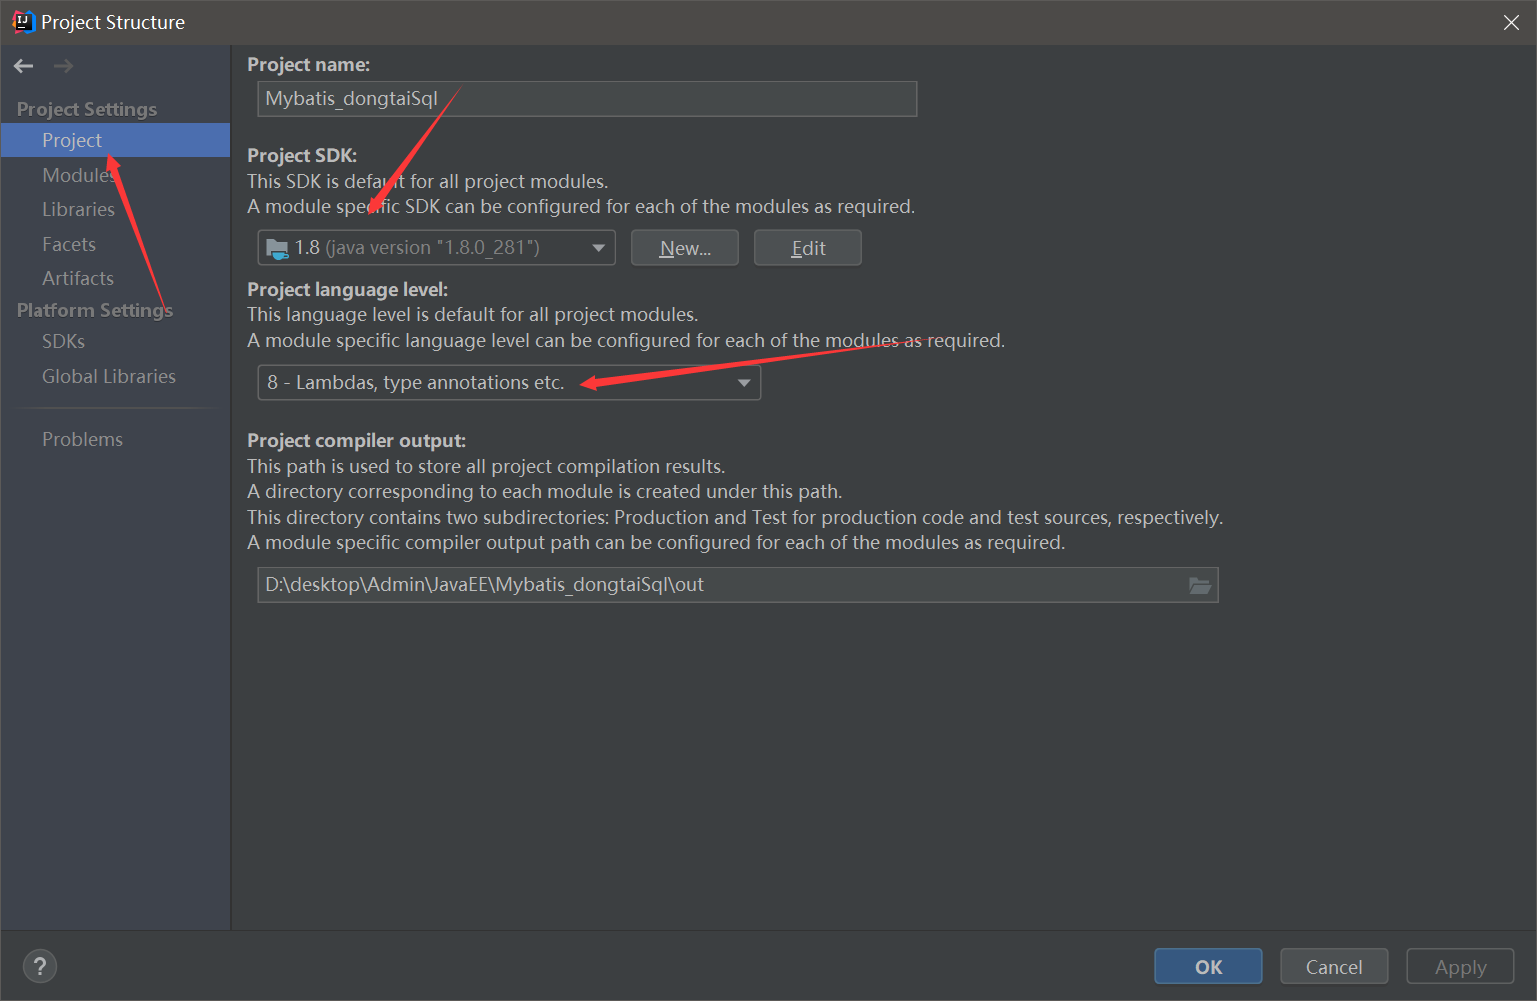 Project Structure
Project Settings
Project
Modules
Libraries
Facets
Artifacts
Platform Settings
SDKs
Global Libraries
Problems
Project name:
Mybatis_dongtaiSql
Project SDK:
This SDK is default for all project modules.
A module specific SDK can be configured for each of the modules as required.
1.8 (java version "1.8.0_281")
New...
Edit
Project language level:
This language level is default for all project modules.
A module specific language level can be configured for each of the modules as required.
8 - Lambdas, type annotations etc.
Project compiler output:
This path is used to store all project compilation results.
A directory corresponding to each module is created under this path.
This directory contains two subdirectories: Production and Test for production code and test sources, respectively.
A module specific compiler output path can be configured for each of the modules as required.
D:\desktop\Admin\JavaEE\Mybatis_dongtaiSql\out
?
OK
Cancel
Apply